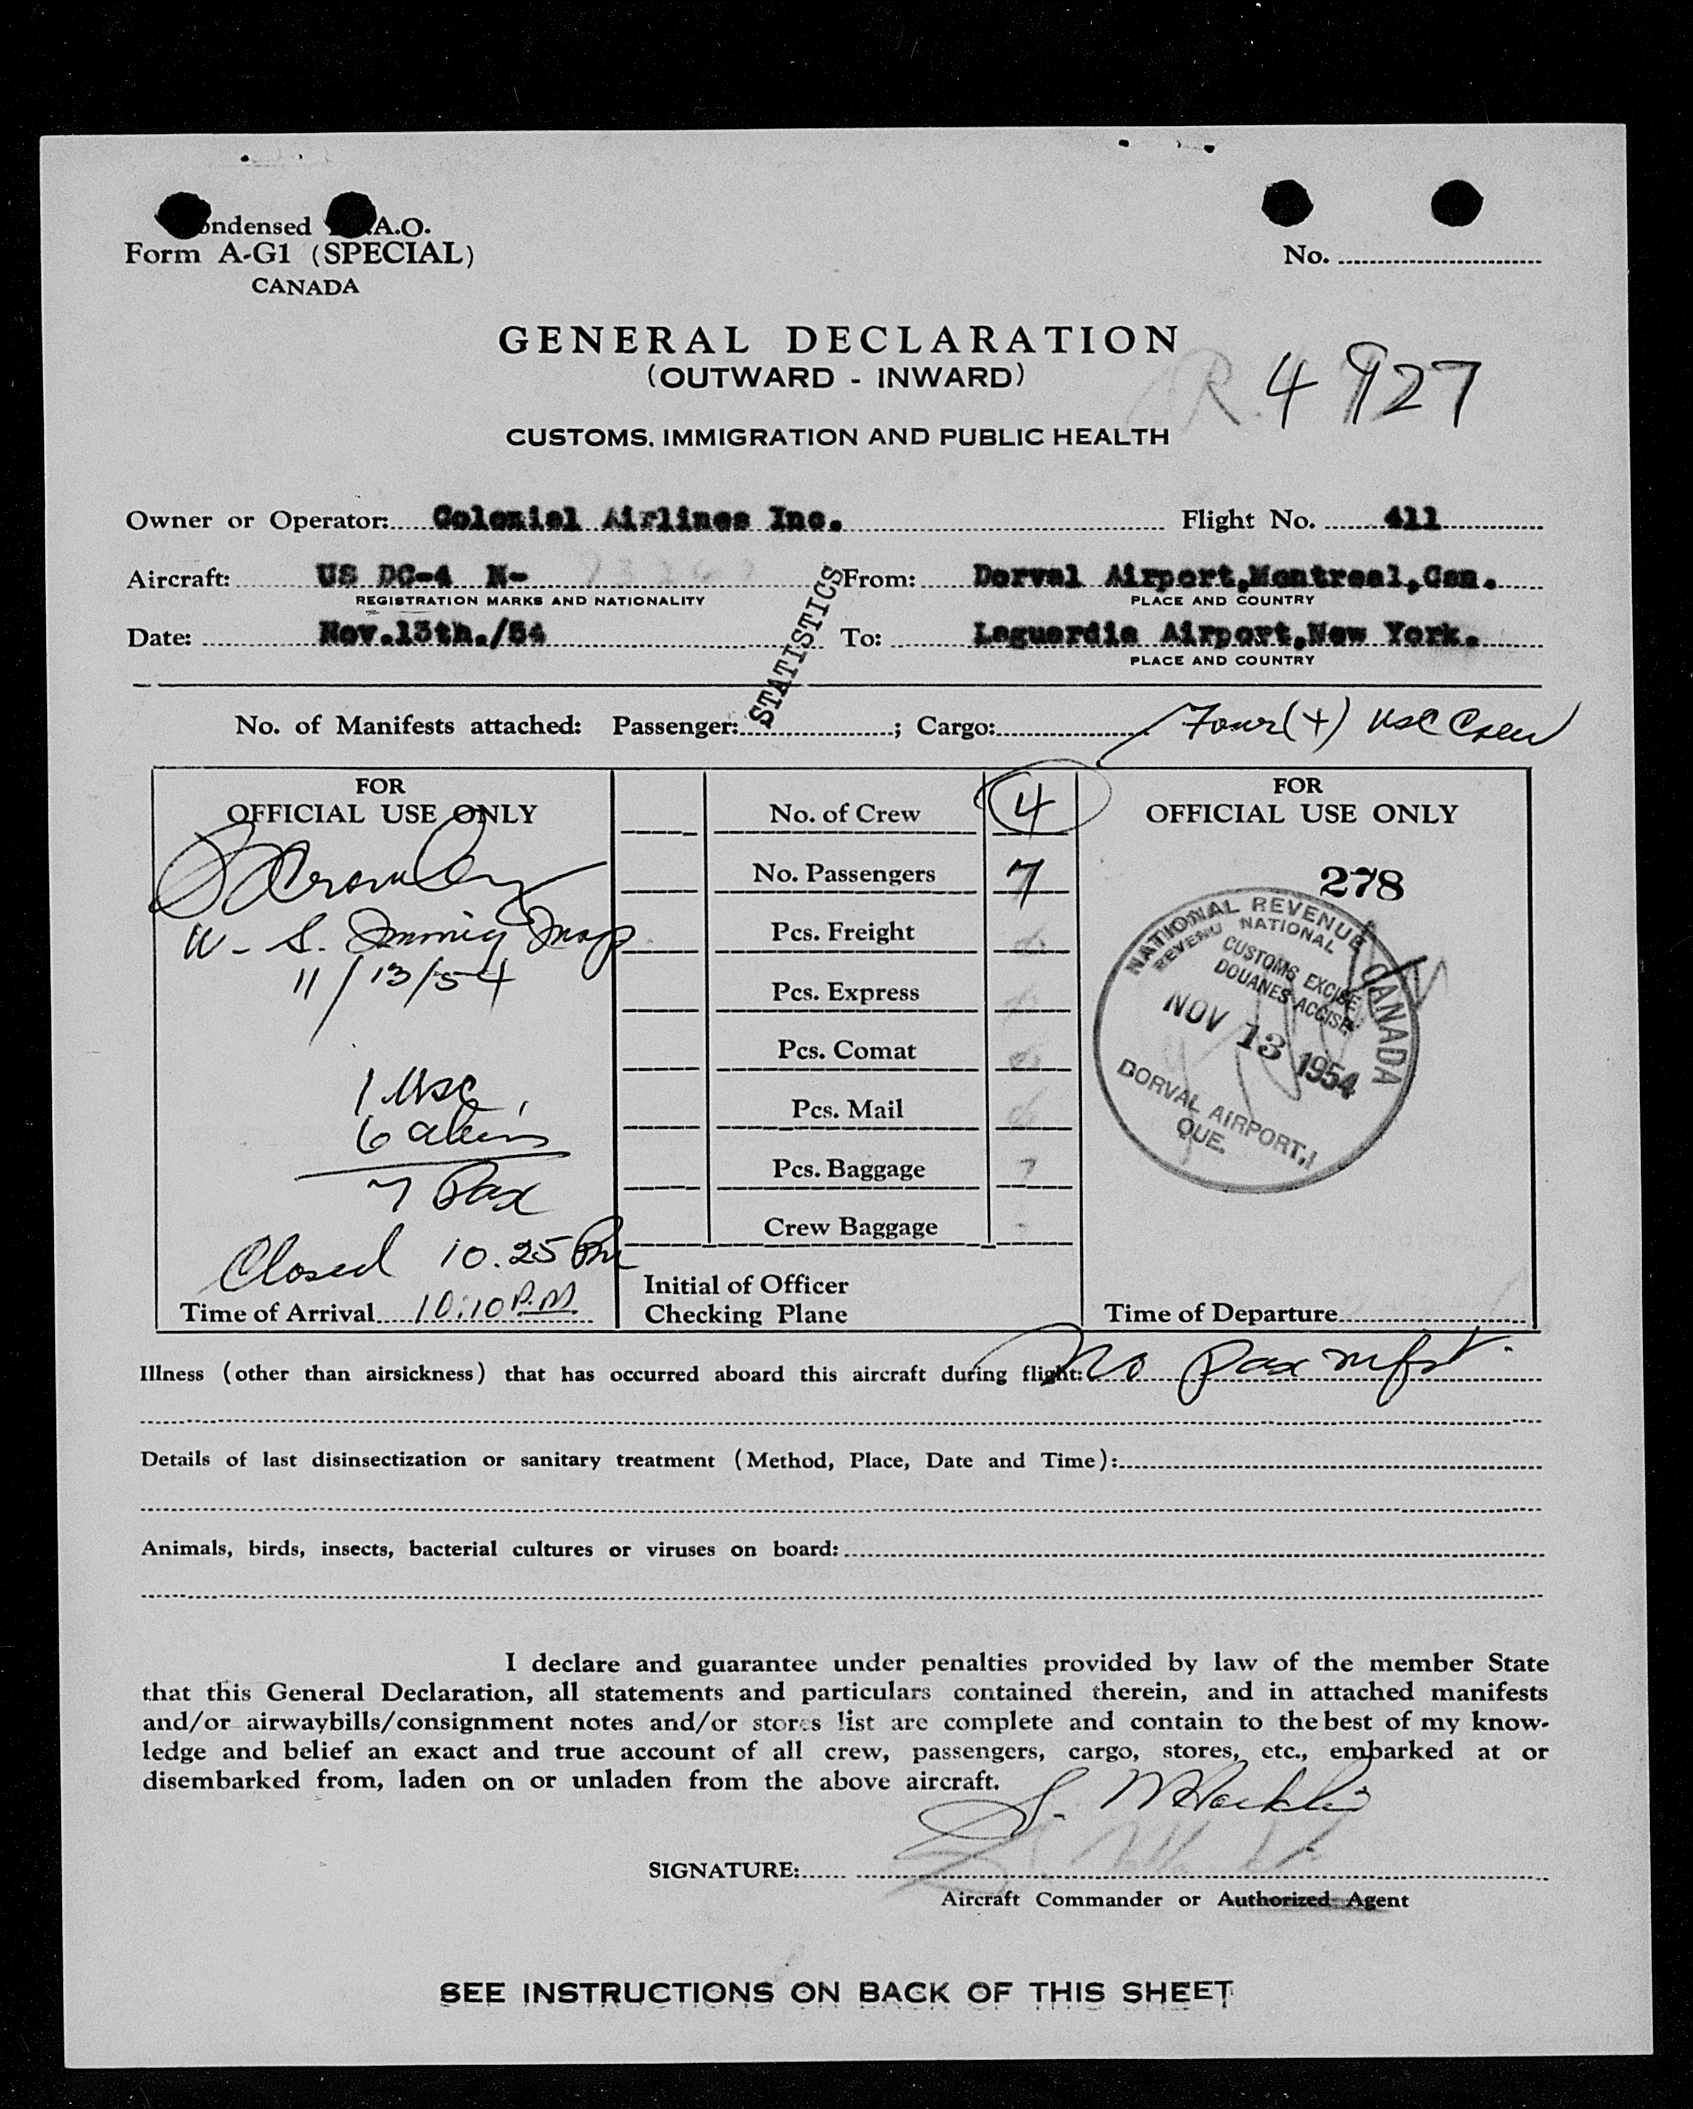 Condensed I.C.A.O.
Form A-G1 (SPECIAL)
CANADA
No.
GENERAL DECLARATION
(OUTWARD - INWARD)
R 4 927
CUSTOMS, IMMIGRATION AND PUBLIC HEALTH
Owner or Operator: Colonial Airlines Inc. Flight No. 411
Aircraft: US DC-4 N- From: Dorval Airport,Montreal,Can.
REGISTRATION MARKS AND NATIONALITY PLACE AND COUNTRY
STATISTICS
Date: Nov.13th./54 To: Laguardia Airport,New York.
PLACE AND COUNTRY
No. of Manifests attached: Passenger: ; Cargo: Four (4) USC Crew
FOR OFFICIAL USE ONLY
Immig Insp
11/13/54
1 USC
6 aliens
7 Pax
Closed 10.25 PM
Time of Arrival 10:10 P.M.
No. of Crew 4
No. Passengers 7
Pcs. Freight
Pcs. Express
Pcs. Comat
Pcs. Mail
Pcs. Baggage 7
Crew Baggage
Initial of Officer
Checking Plane
FOR
OFFICIAL USE ONLY
278
NATIONAL REVENUE CANADA
REVENU NATIONAL
CUSTOMS EXCISE
DOUANES-ACCISE
NOV 13 1954
DORVAL AIRPORT,
QUE.
Time of Departure
Illness (other than airsickness) that has occurred aboard this aircraft during flight: No Pax mfst.
Details of last disinsectization or sanitary treatment (Method, Place, Date and Time):
Animals, birds, insects, bacterial cultures or viruses on board:
I declare and guarantee under penalties provided by law of the member State
that this General Declaration, all statements and particulars contained therein, and in attached manifests
and/or airwaybills/consignment notes and/or stores list are complete and contain to the best of my know-
ledge and belief an exact and true account of all crew, passengers, cargo, stores, etc., embarked at or
disembarked from, laden on or unladen from the above aircraft.
SIGNATURE:
Aircraft Commander or Authorized Agent
SEE INSTRUCTIONS ON BACK OF THIS SHEET